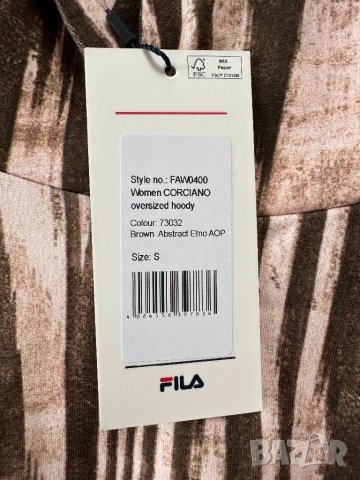 FSC
MIX
Paper
Style no.: FAW0400
Women CORCIANO
oversized hoody
Colour: 73032
Brown Abstract Etno AOP
Size: S
FILA
BAZAR